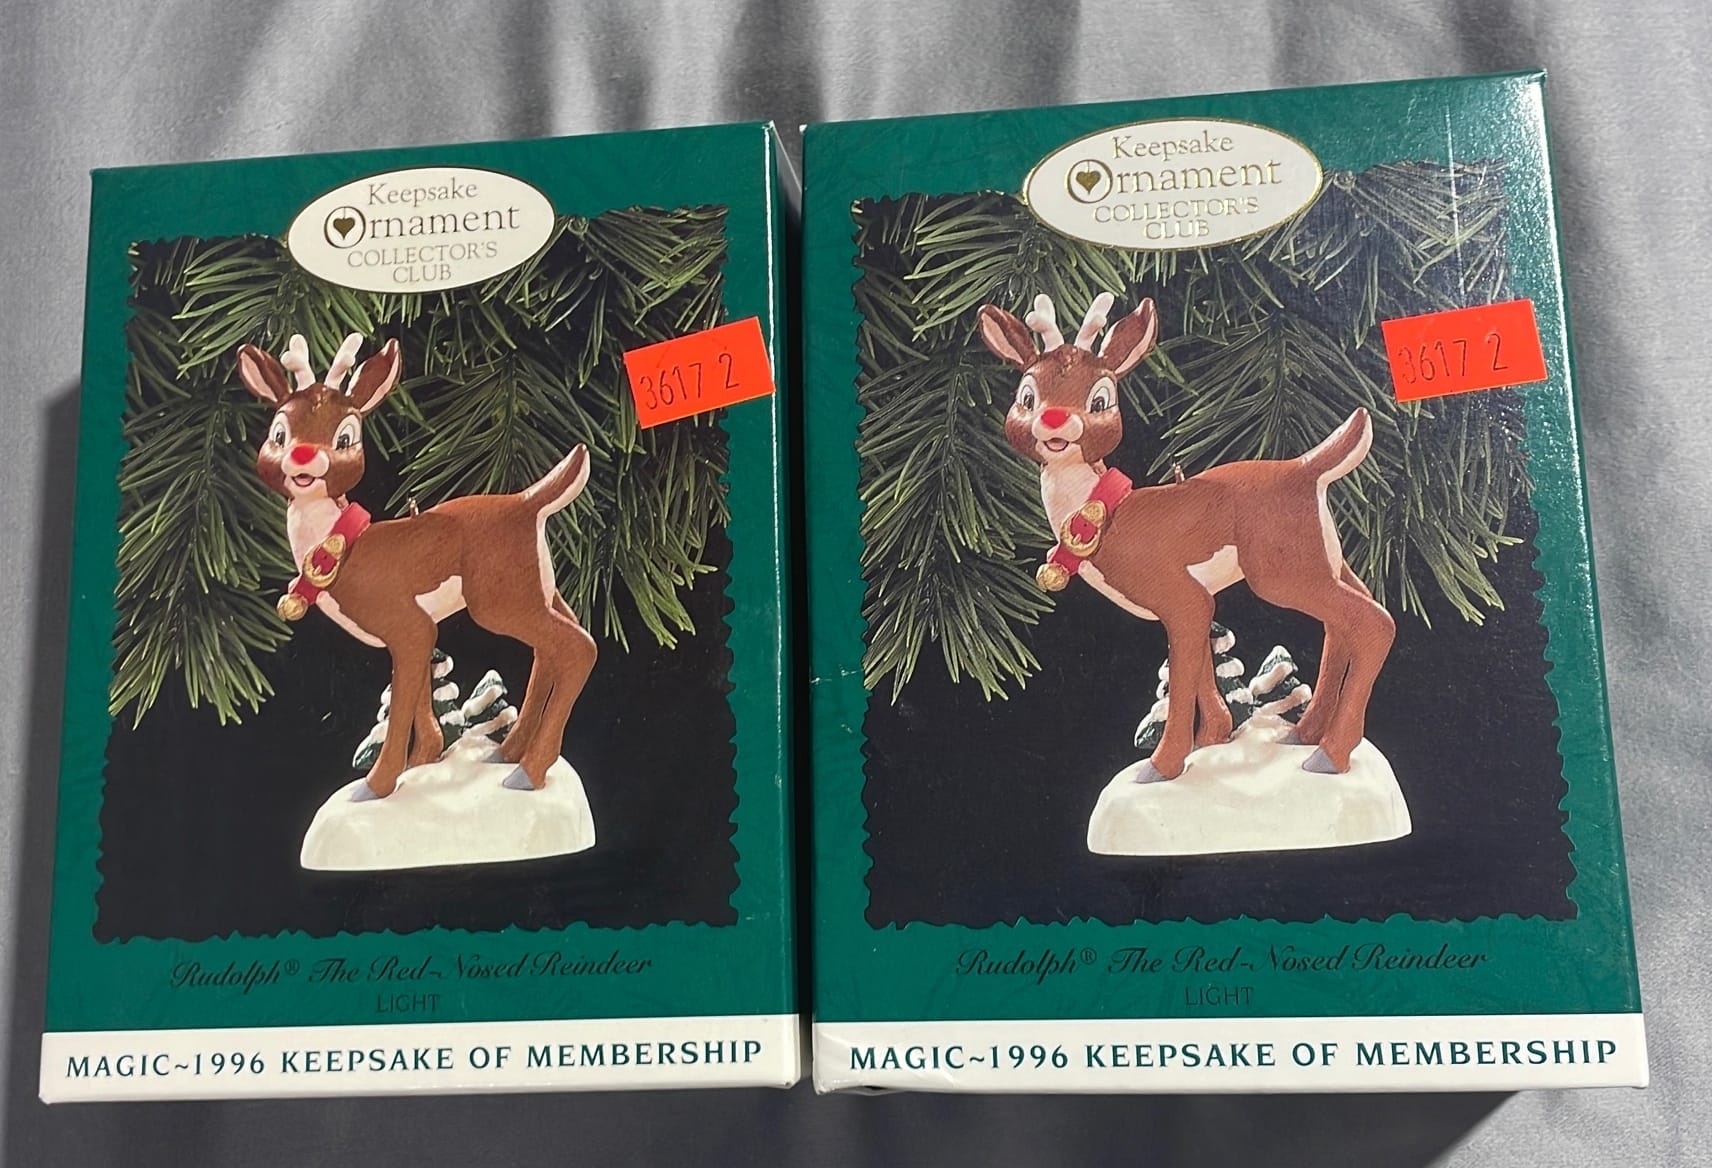 Keepsake
Ornament
COLLECTOR'S
CLUB
3617 2
Rudolph® The Red-Nosed Reindeer
LIGHT
MAGIC~1996 KEEPSAKE OF MEMBERSHIP
Keepsake
Ornament
COLLECTOR'S
CLUB
3617 2
Rudolph® The Red-Nosed Reindeer
LIGHT
MAGIC~1996 KEEPSAKE OF MEMBERSHIP